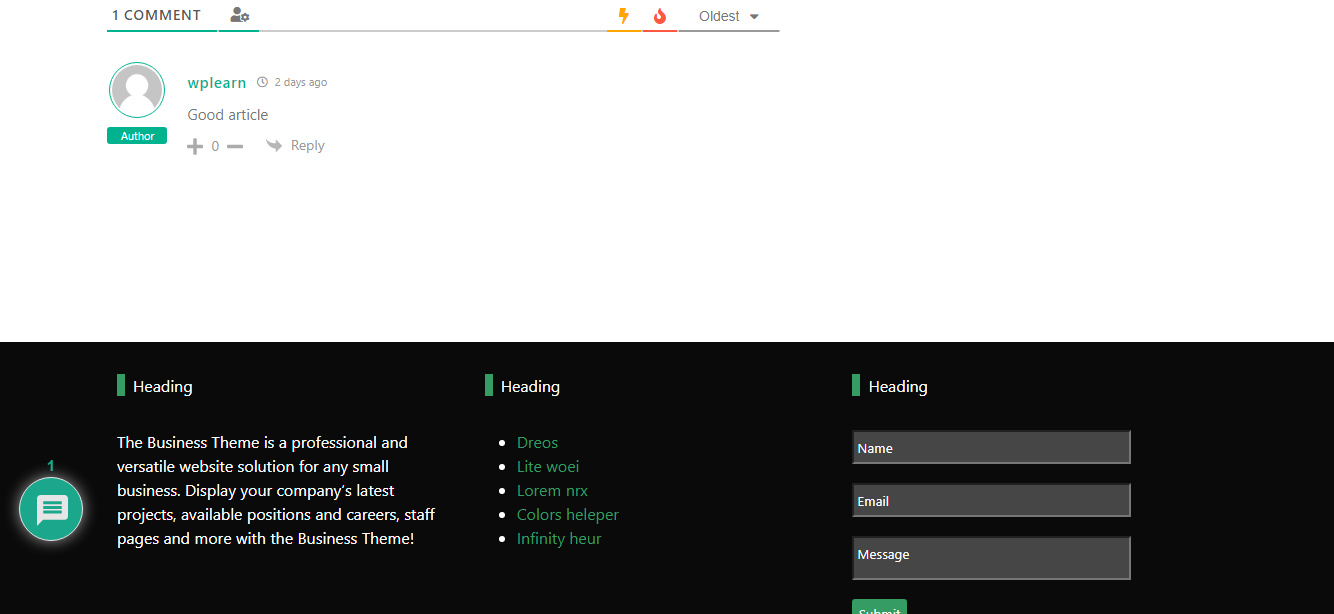 1 COMMENT
Oldest
wplearn 2 days ago
Good article
Author
0 Reply
Heading
The Business Theme is a professional and
versatile website solution for any small
business. Display your company's latest
projects, available positions and careers, staff
pages and more with the Business Theme!
Heading
Dreos
Lite woei
Lorem nrx
Colors heleper
Infinity heur
Heading
Name
Email
Message
Submit
1